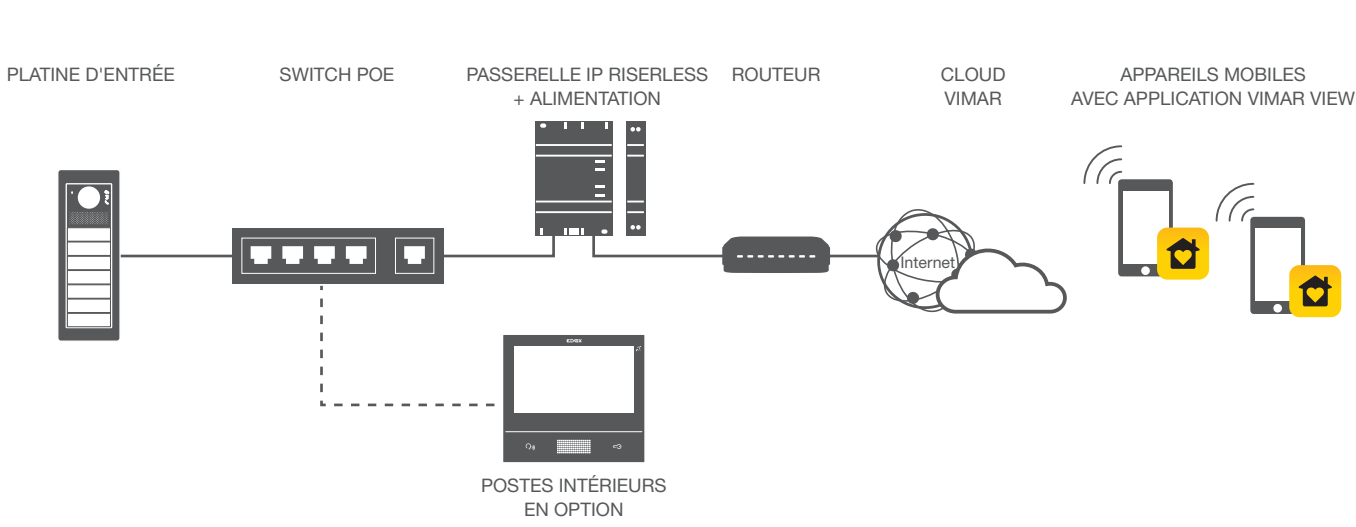 PLATINE D'ENTRÉE
SWITCH POE
PASSERELLE IP RISERLESS
+ ALIMENTATION
ROUTEUR
CLOUD
VIMAR
APPAREILS MOBILES
AVEC APPLICATION VIMAR VIEW
Internet
POSTES INTÉRIEURS
EN OPTION